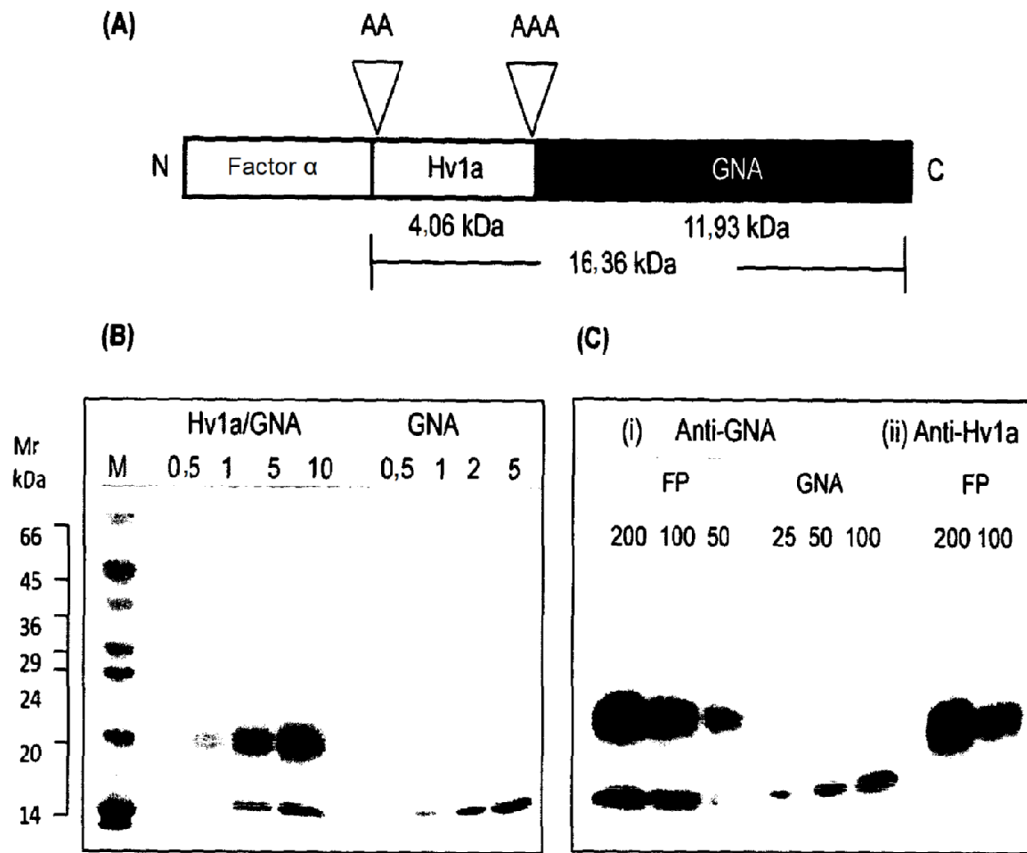 (A)
AA AAA
N Factor α Hv1a GNA C
4,06 kDa 11,93 kDa
16,36 kDa
(B)
Hv1a/GNA GNA
Mr
kDa
M 0,5 1 5 10 0,5 1 2 5
66
45
36
29
24
20
14
(C)
(i) Anti-GNA (ii) Anti-Hv1a
FP GNA FP
200 100 50 25 50 100 200 100